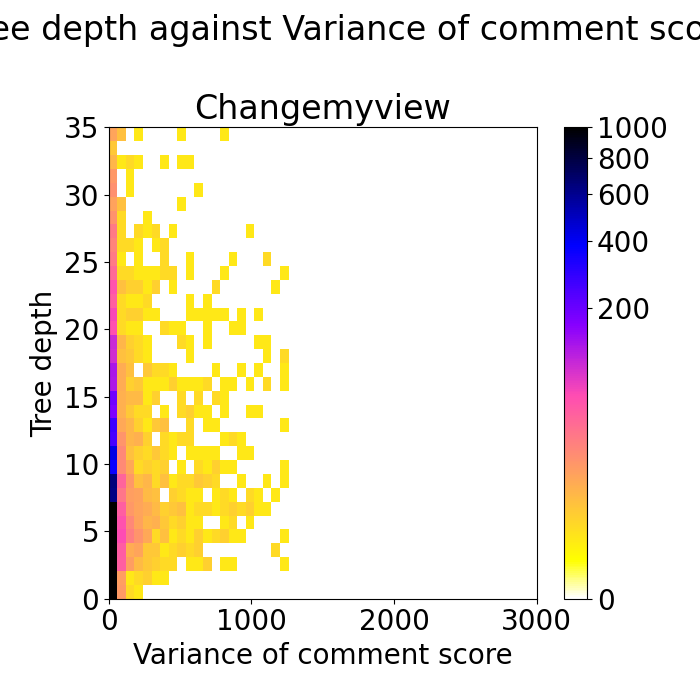 ee depth against Variance of comment sco
Changemyview
35
30
25
20
15
10
5
0
Tree depth
0 1000 2000 3000
Variance of comment score
1000
800
600
400
200
0